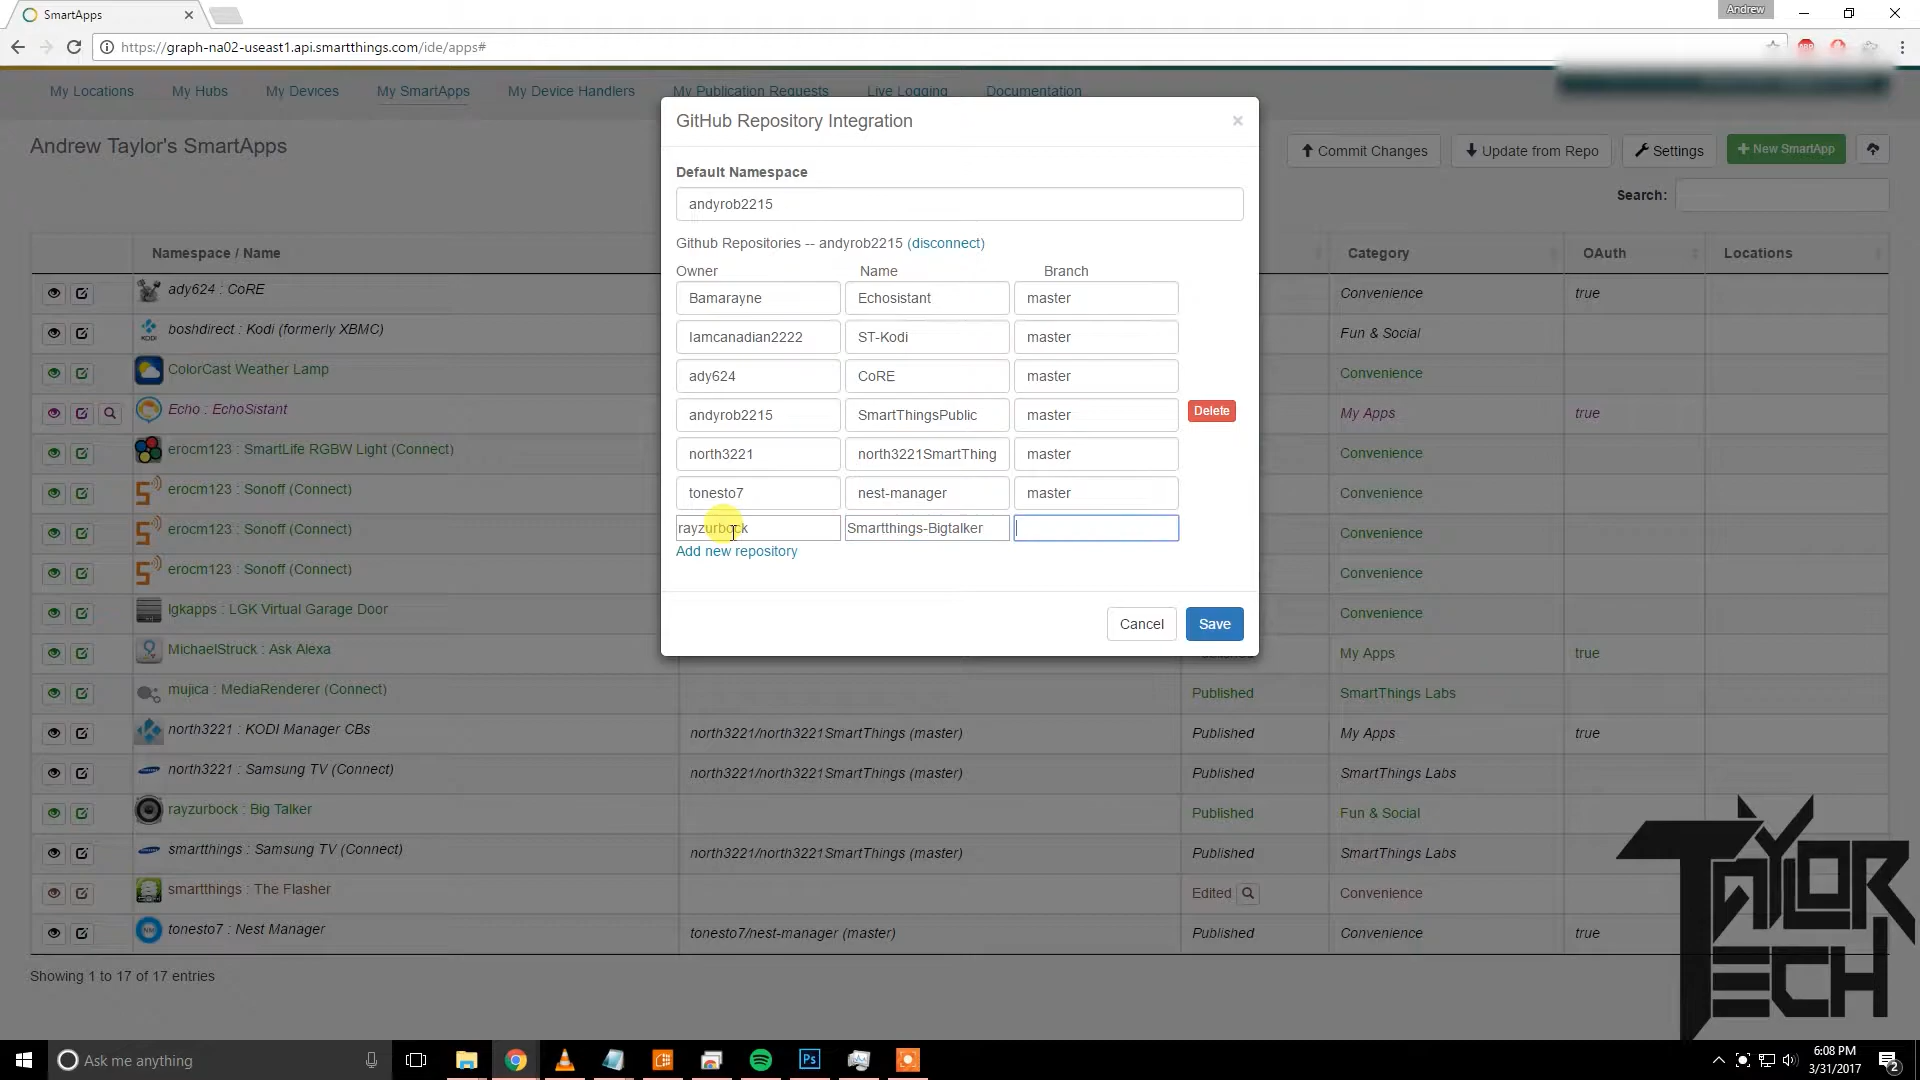 SmartApps
Andrew
https://graph-na02-useast1.api.smartthings.com/ide/apps#
My Locations My Hubs My Devices My SmartApps My Device Handlers My Publication Requests Live Logging Documentation
GitHub Repository Integration ×
Andrew Taylor's SmartApps
Commit Changes Update from Repo Settings New SmartApp
Default Namespace
andyrob2215
Search:
Github Repositories -- andyrob2215 (disconnect)
Namespace / Name Category OAuth Locations
Owner Name Branch
Bamarayne Echosistant master
Iamcanadian2222 ST-Kodi master
ady624 CoRE master
andyrob2215 SmartThingsPublic master Delete
north3221 north3221SmartThing master
tonesto7 nest-manager master
rayzurbock Smartthings-Bigtalker
Add new repository
Cancel Save
ady624 : CoRE Convenience true
boshdirect : Kodi (formerly XBMC) Fun & Social
ColorCast Weather Lamp Convenience
Echo : EchoSistant My Apps true
erocm123 : SmartLife RGBW Light (Connect) Convenience
erocm123 : Sonoff (Connect) Convenience
erocm123 : Sonoff (Connect) Convenience
erocm123 : Sonoff (Connect) Convenience
lgkapps : LGK Virtual Garage Door Convenience
MichaelStruck : Ask Alexa My Apps true
mujica : MediaRenderer (Connect) Published SmartThings Labs
north3221 : KODI Manager CBs north3221/north3221SmartThings (master) Published My Apps true
north3221 : Samsung TV (Connect) north3221/north3221SmartThings (master) Published SmartThings Labs
rayzurbock : Big Talker Published Fun & Social
smartthings : Samsung TV (Connect) north3221/north3221SmartThings (master) Published SmartThings Labs
smartthings : The Flasher Edited Convenience
tonesto7 : Nest Manager tonesto7/nest-manager (master) Published Convenience true
Showing 1 to 17 of 17 entries
TAYLOR
TECH
Ask me anything
6:08 PM
3/31/2017
2